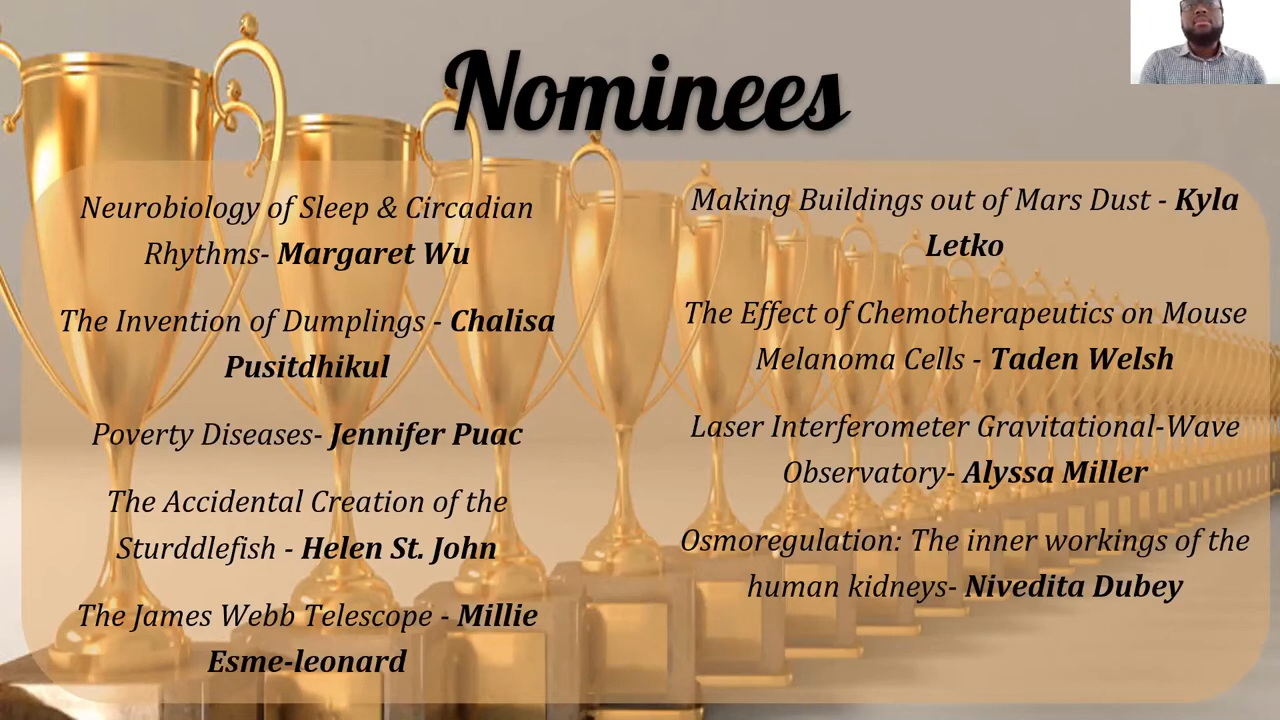 Nominees
Neurobiology of Sleep & Circadian
Rhythms- Margaret Wu
The Invention of Dumplings - Chalisa
Pusitdhikul
Poverty Diseases- Jennifer Puac
The Accidental Creation of the
Sturddlefish - Helen St. John
The James Webb Telescope - Millie
Esme-leonard
Making Buildings out of Mars Dust - Kyla
Letko
The Effect of Chemotherapeutics on Mouse
Melanoma Cells - Taden Welsh
Laser Interferometer Gravitational-Wave
Observatory- Alyssa Miller
Osmoregulation: The inner workings of the
human kidneys- Nivedita Dubey